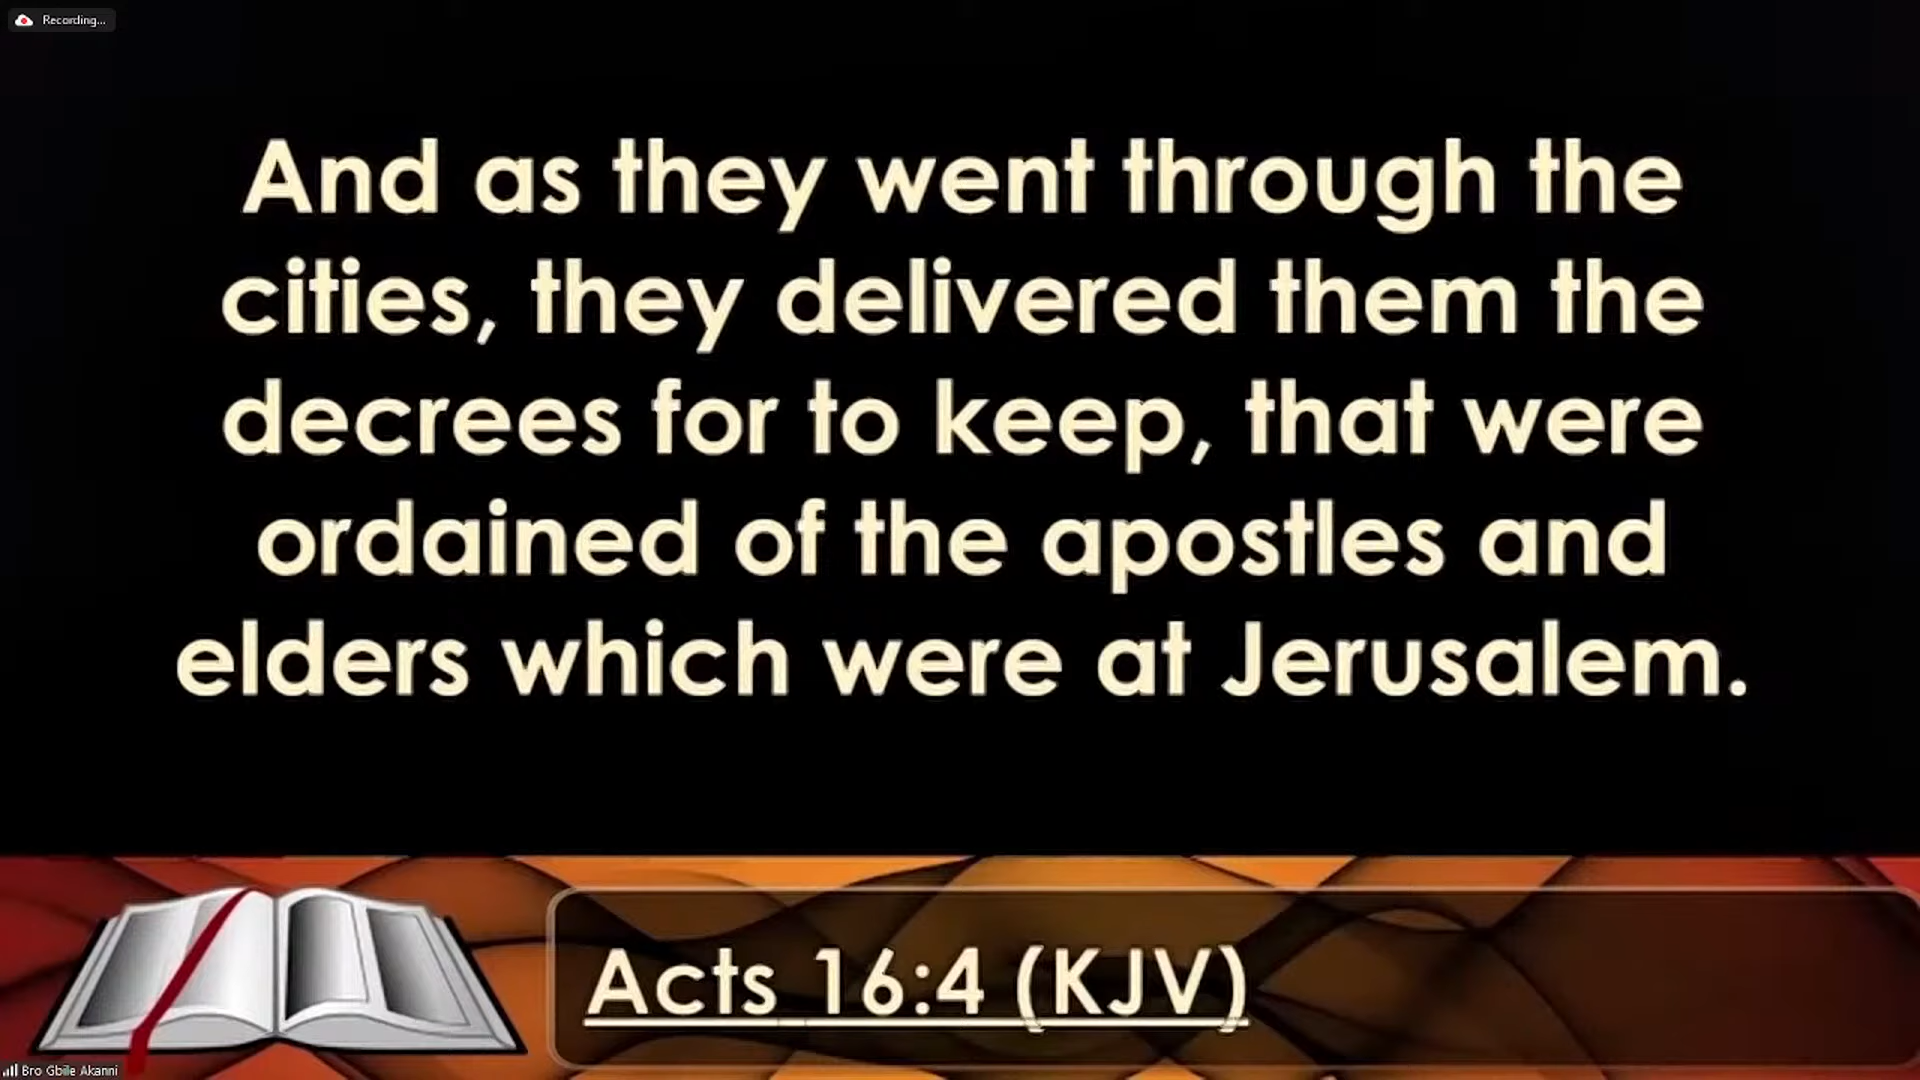 Recording...
And as they went through the
cities, they delivered them the
decrees for to keep, that were
ordained of the apostles and
elders which were at Jerusalem.
Acts 16:4 (KJV)
Bro Gbile Akanni